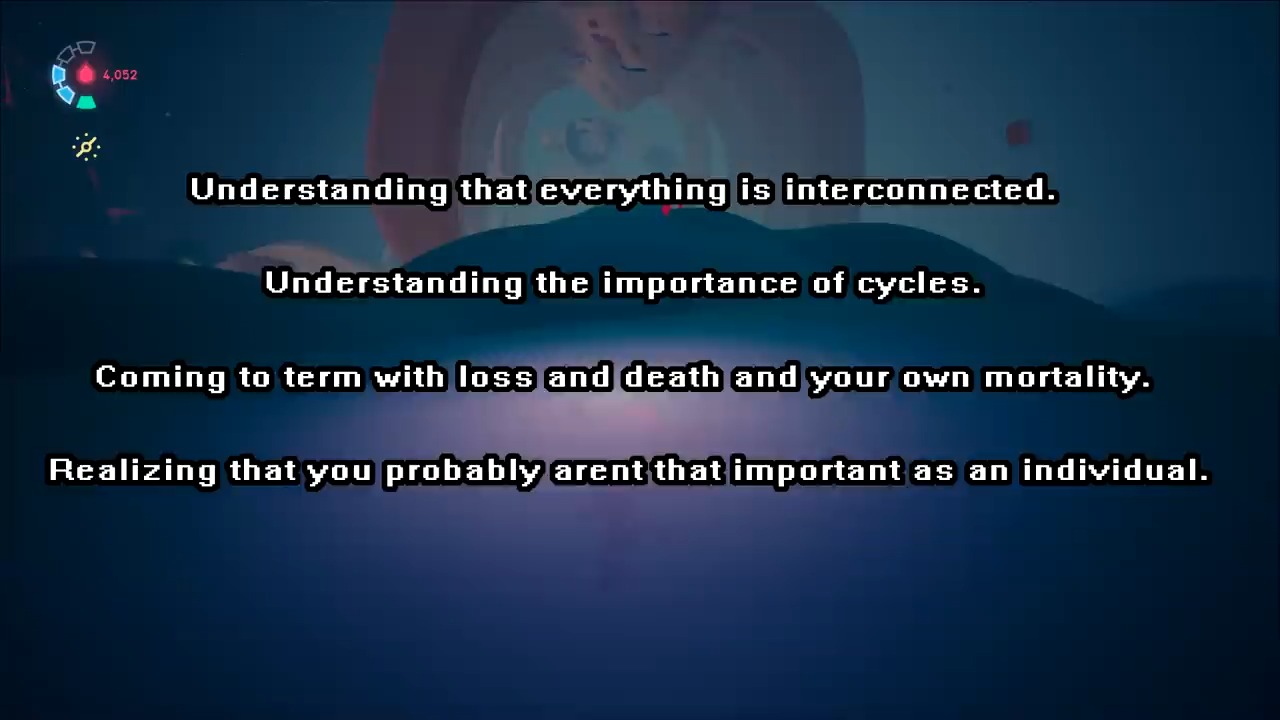 4,052
Understanding that everything is interconnected.
Understanding the importance of cycles.
Coming to term with loss and death and your own mortality.
Realizing that you probably arent that important as an individual.